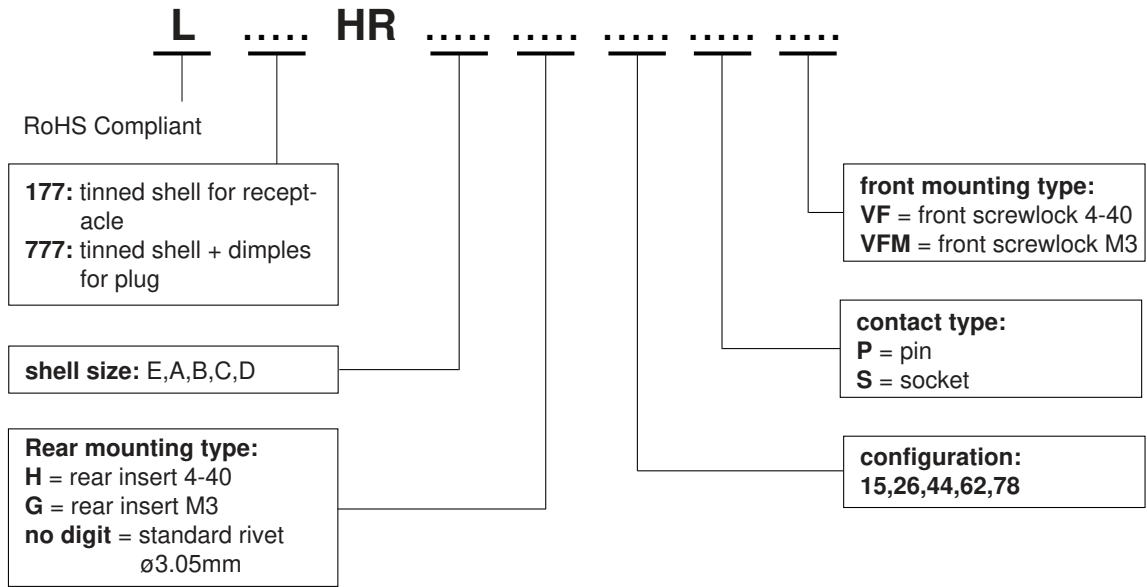 L ..... HR ..... ..... ..... ..... .....
RoHS Compliant
177: tinned shell for recept-
acle
777: tinned shell + dimples
for plug
shell size: E,A,B,C,D
Rear mounting type:
H = rear insert 4-40
G = rear insert M3
no digit = standard rivet
ø3.05mm
front mounting type:
VF = front screwlock 4-40
VFM = front screwlock M3
contact type:
P = pin
S = socket
configuration:
15,26,44,62,78